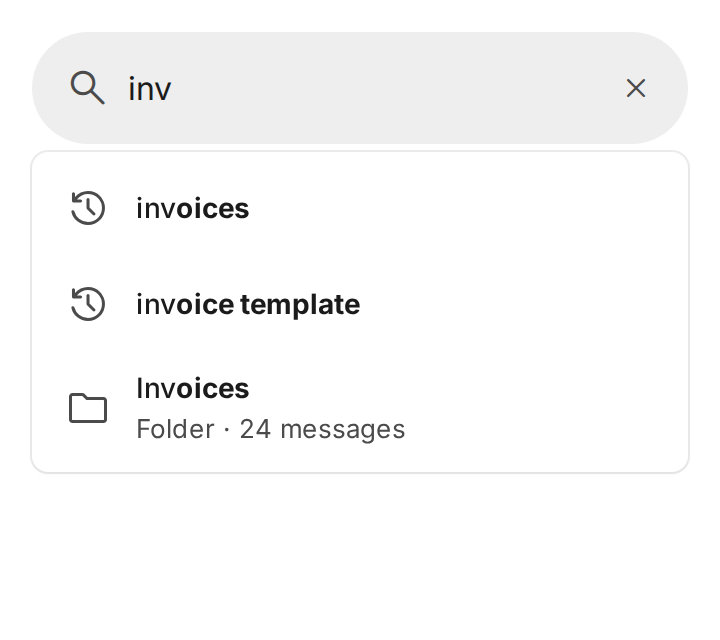 inv
invoices
invoice template
Invoices
Folder · 24 messages